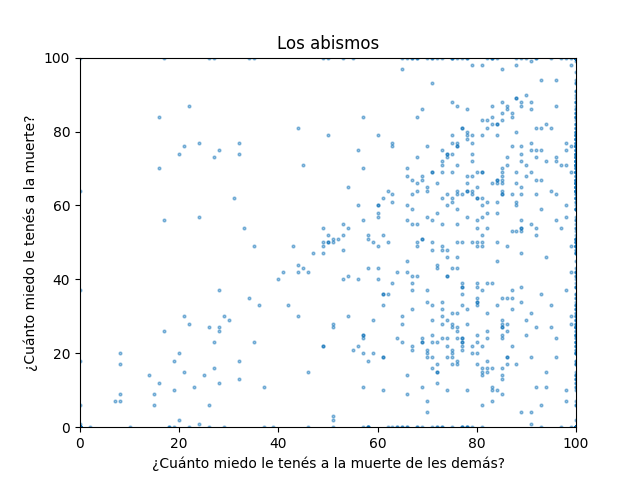 Los abismos
¿Cuánto miedo le tenés a la muerte?
100
80
60
40
20
0
0 20 40 60 80 100
¿Cuánto miedo le tenés a la muerte de les demás?